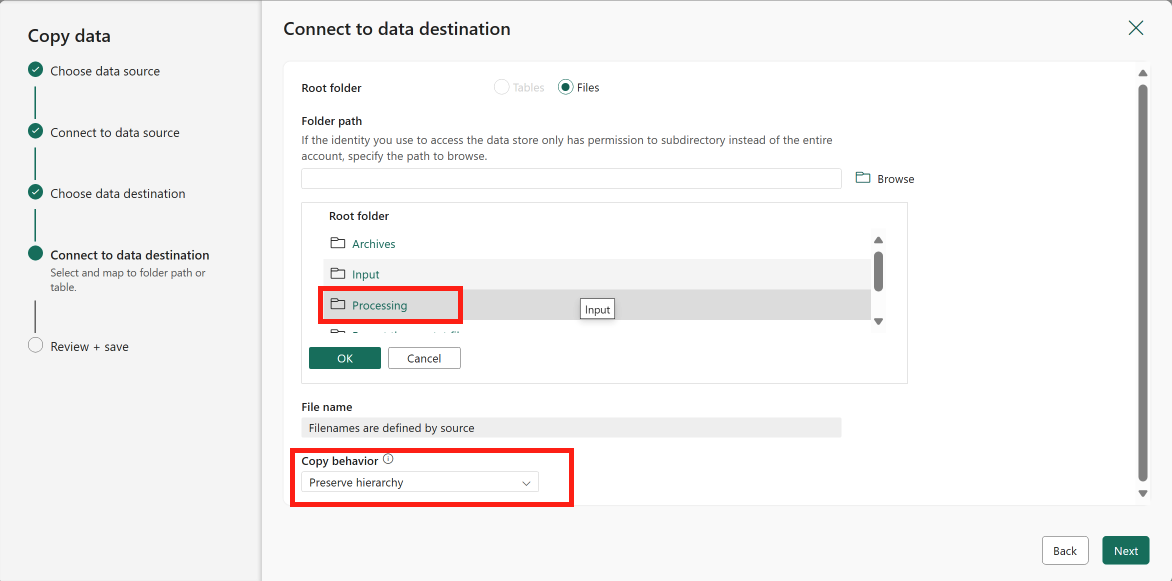 Copy data
Choose data source
Connect to data source
Choose data destination
Connect to data destination
Select and map to folder path or
table.
Review + save
Connect to data destination
Root folder
Tables
Files
Folder path
If the identity you use to access the data store only has permission to subdirectory instead of the entire
account, specify the path to browse.
Browse
Root folder
Archives
Input
Processing
Input
OK
Cancel
File name
Filenames are defined by source
Copy behavior
Preserve hierarchy
Back
Next